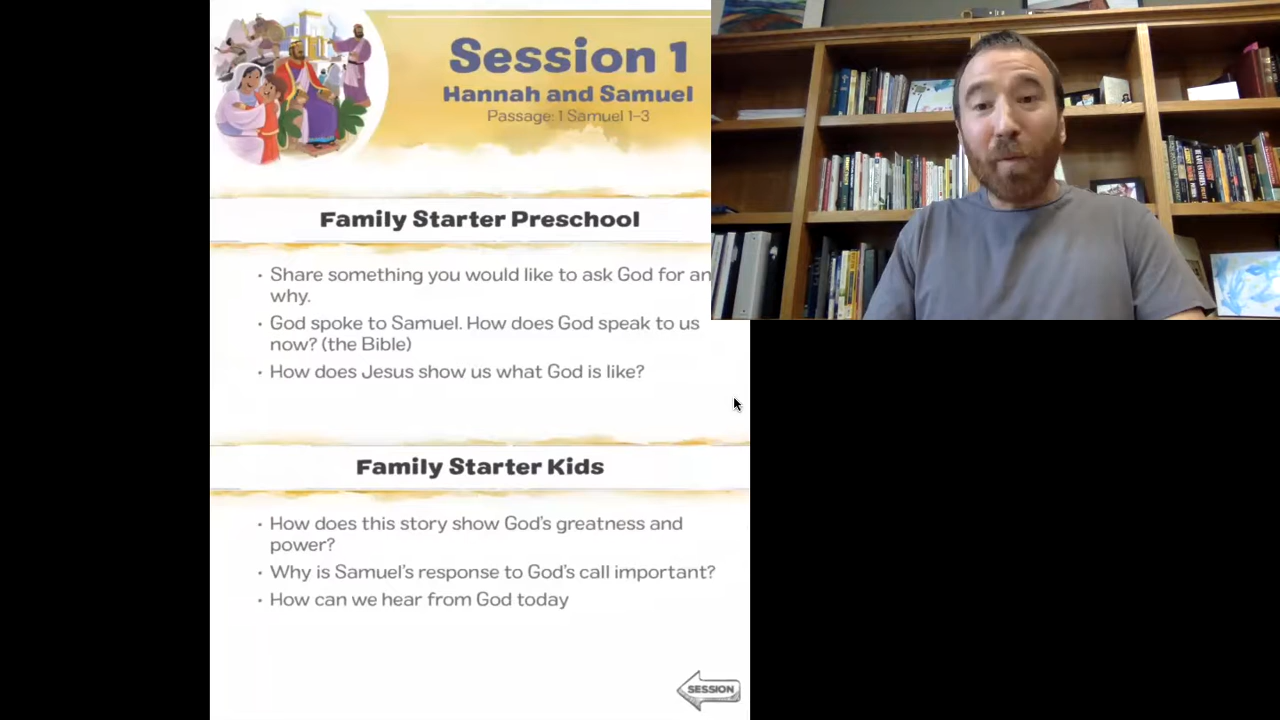 Session 1
Hannah and Samuel
Passage: 1 Samuel 1–3
Family Starter Preschool
• Share something you would like to ask God for an
why.
• God spoke to Samuel. How does God speak to us
now? (the Bible)
• How does Jesus show us what God is like?
Family Starter Kids
• How does this story show God's greatness and
power?
• Why is Samuel's response to God's call important?
• How can we hear from God today
SESSION